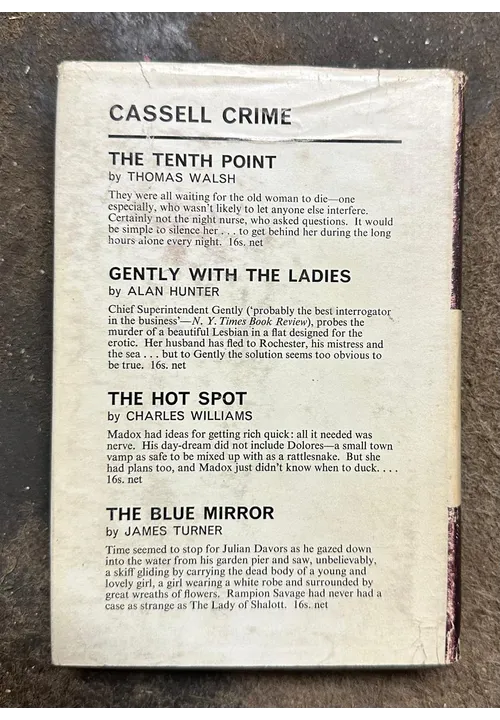 CASSELL CRIME
THE TENTH POINT
by THOMAS WALSH
They were all waiting for the old woman to die—one
especially, who wasn't likely to let anyone else interfere.
Certainly not the night nurse, who asked questions. It would
be simple to silence her . . . to get behind her during the long
hours alone every night. 16s. net
GENTLY WITH THE LADIES
by ALAN HUNTER
Chief Superintendent Gently ('probably the best interrogator
in the business'—N. Y. Times Book Review), probes the
murder of a beautiful Lesbian in a flat designed for the
erotic. Her husband has fled to Rochester, his mistress and
the sea . . . but to Gently the solution seems too obvious to
be true. 16s. net
THE HOT SPOT
by CHARLES WILLIAMS
Madox had ideas for getting rich quick: all it needed was
nerve. His day-dream did not include Dolores—a small town
vamp as safe to be mixed up with as a rattlesnake. But she
had plans too, and Madox just didn't know when to duck. . . .
16s. net
THE BLUE MIRROR
by JAMES TURNER
Time seemed to stop for Julian Davors as he gazed down
into the water from his garden pier and saw, unbelievably,
a skiff gliding by carrying the dead body of a young and
lovely girl, a girl wearing a white robe and surrounded by
great wreaths of flowers. Rampion Savage had never had a
case as strange as The Lady of Shalott. 16s. net